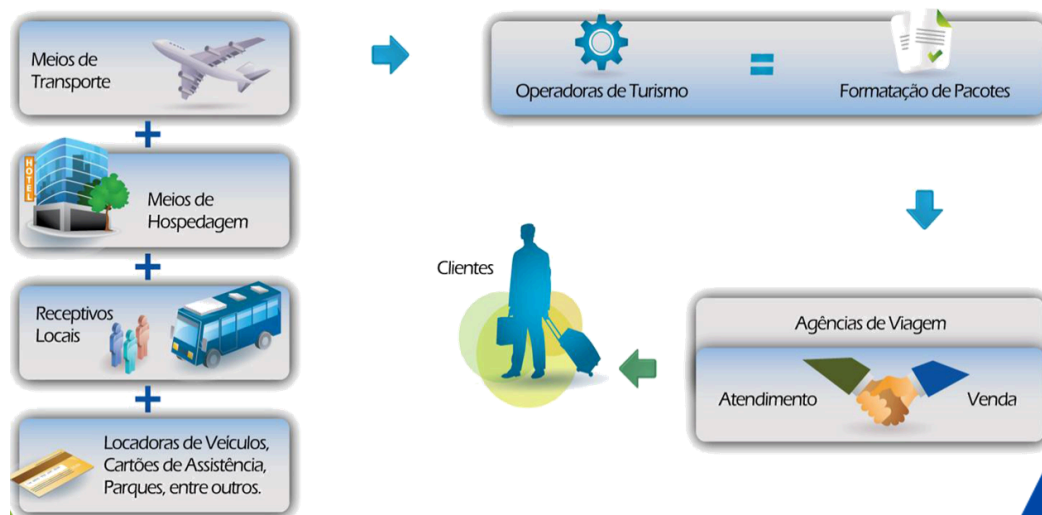 Meios de
Transporte
+
HOTEL
Meios de
Hospedagem
+
Receptivos
Locais
+
Locadoras de Veículos,
Cartões de Assistência,
Parques, entre outros.
Operadoras de Turismo
=
Formatação de Pacotes
Agências de Viagem
Atendimento
Venda
Clientes